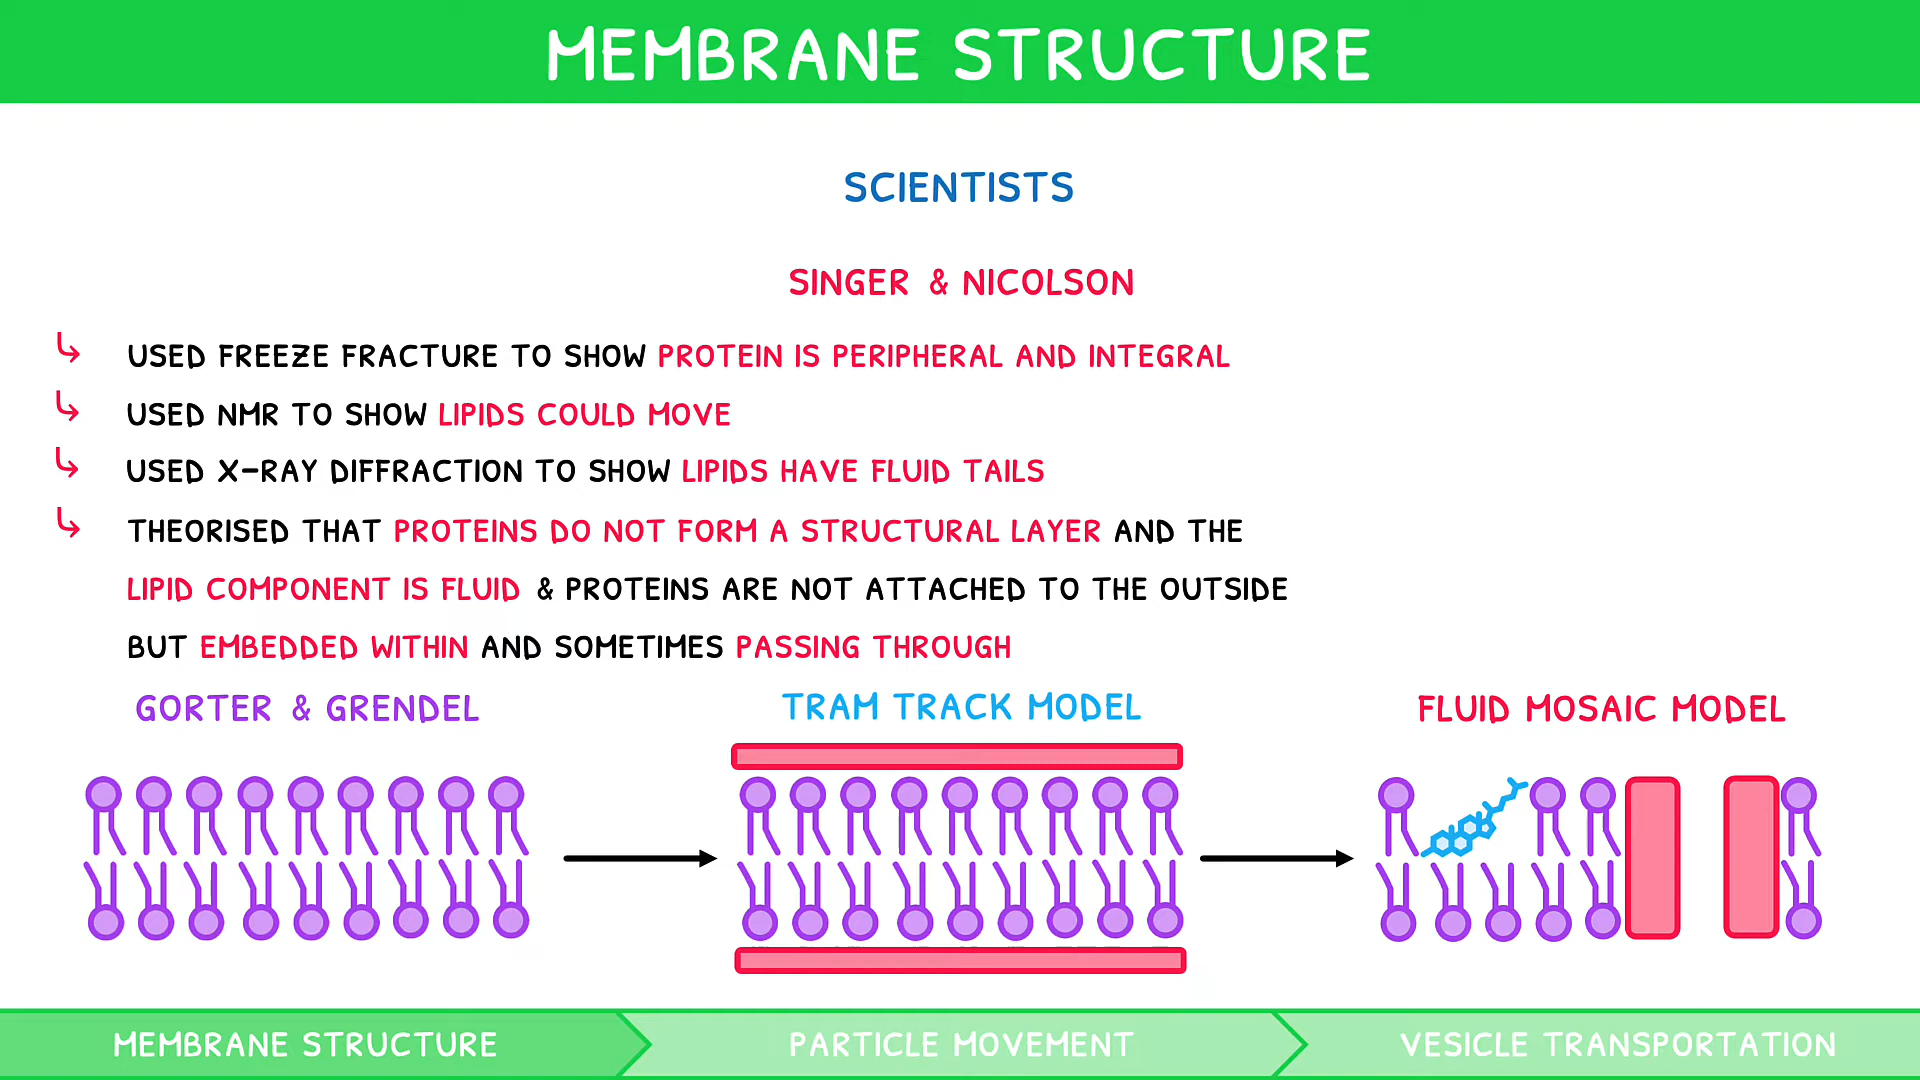 MEMBRANE STRUCTURE
SCIENTISTS
SINGER & NICOLSON
USED FREEZE FRACTURE TO SHOW PROTEIN IS PERIPHERAL AND INTEGRAL
USED NMR TO SHOW LIPIDS COULD MOVE
USED X-RAY DIFFRACTION TO SHOW LIPIDS HAVE FLUID TAILS
THEORISED THAT PROTEINS DO NOT FORM A STRUCTURAL LAYER AND THE
LIPID COMPONENT IS FLUID & PROTEINS ARE NOT ATTACHED TO THE OUTSIDE
BUT EMBEDDED WITHIN AND SOMETIMES PASSING THROUGH
GORTER & GRENDEL
TRAM TRACK MODEL
FLUID MOSAIC MODEL
MEMBRANE STRUCTURE
PARTICLE MOVEMENT
VESICLE TRANSPORTATION